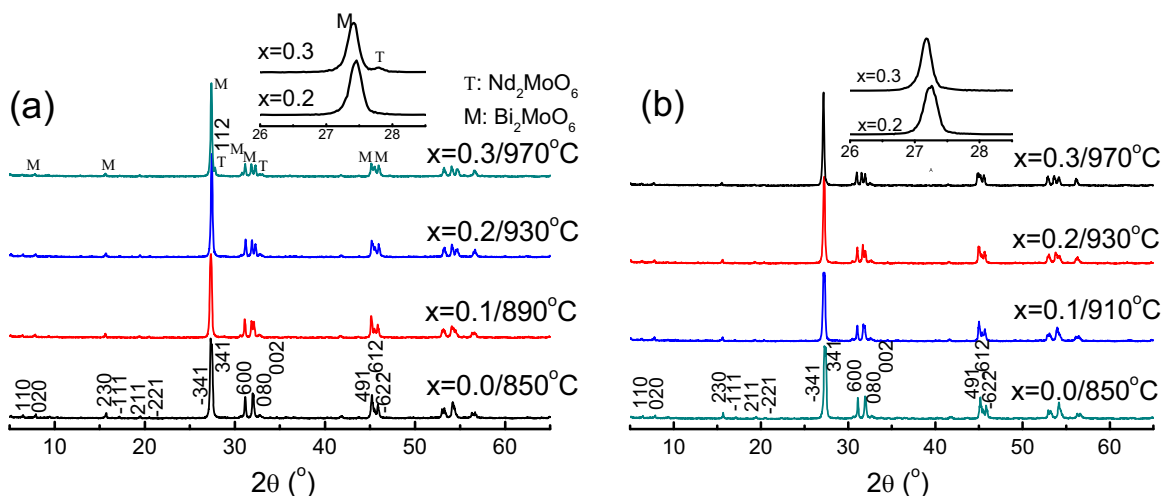 (a)
M
x=0.3
T
x=0.2
26 27 28
T: Nd₂MoO₆
M: Bi₂MoO₆
M
112
M M
M
T
M
M
T
M M
x=0.3/970°C
x=0.2/930°C
x=0.1/890°C
x=0.0/850°C
110
020
230
-111
211
-221
-341
341
600
080
002
491
612
-622
10 20 30 40 50 60
2θ (°)
(b)
x=0.3
x=0.2
26 27 28
x=0.3/970°C
x=0.2/930°C
x=0.1/910°C
x=0.0/850°C
110
020
230
-111
211
-221
-341
341
600
080
002
491
612
-622
10 20 30 40 50 60
2θ (°)